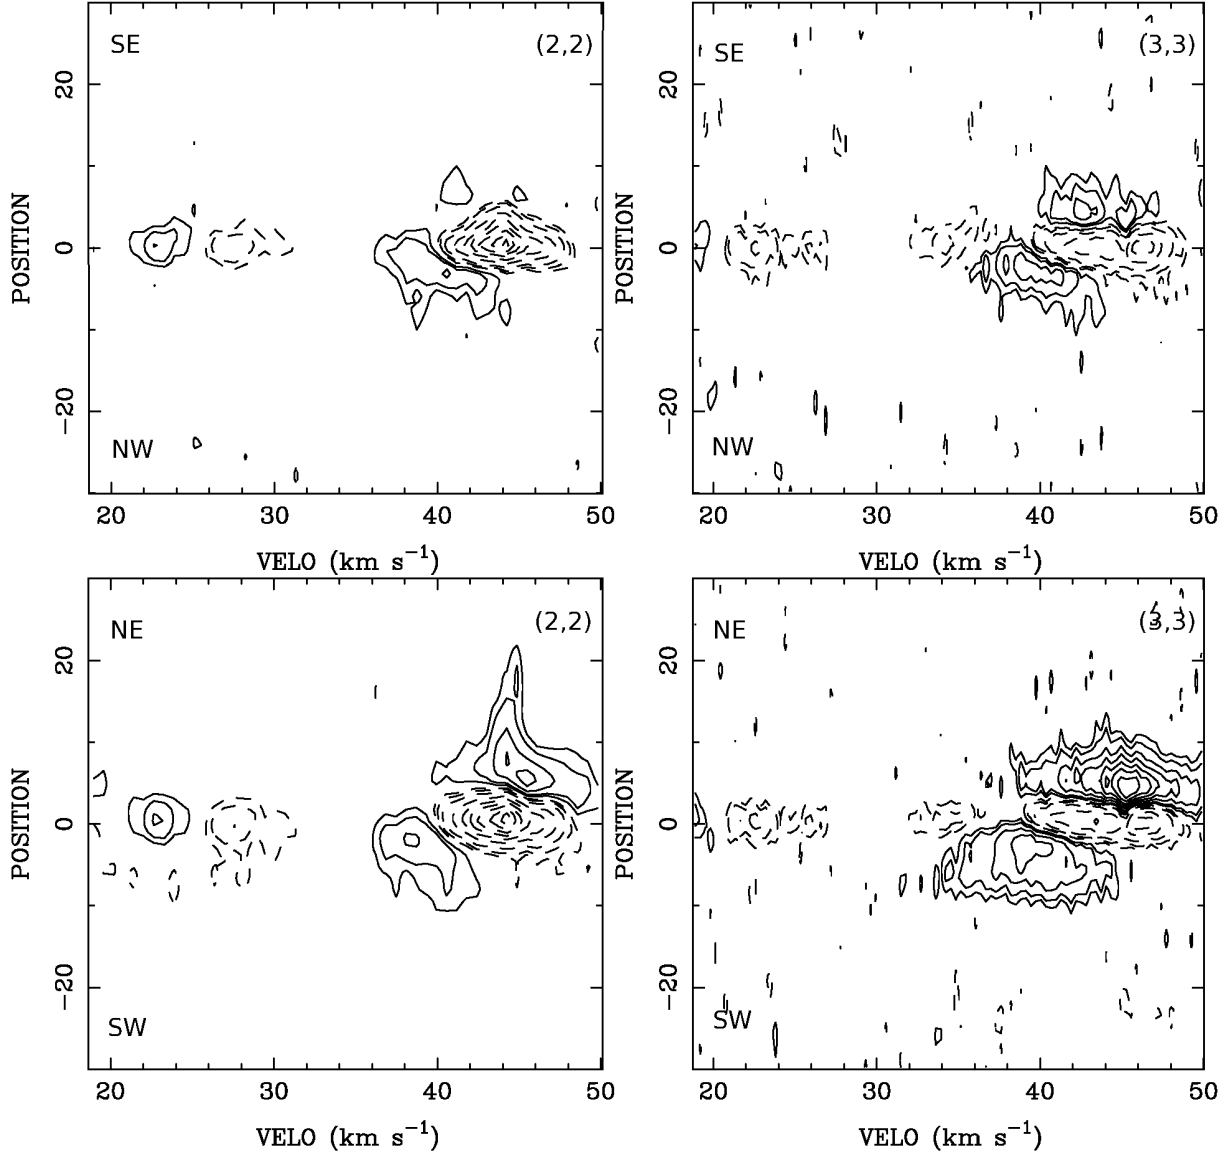 SE
(2,2)
20
0
−20
POSITION
NW
20
30
40
50
VELO (km s−1)
SE
(3,3)
20
0
−20
POSITION
NW
20
30
40
50
VELO (km s−1)
NE
(2,2)
20
0
−20
POSITION
SW
20
30
40
50
VELO (km s−1)
NE
(3,3)
20
0
−20
POSITION
SW
20
30
40
50
VELO (km s−1)